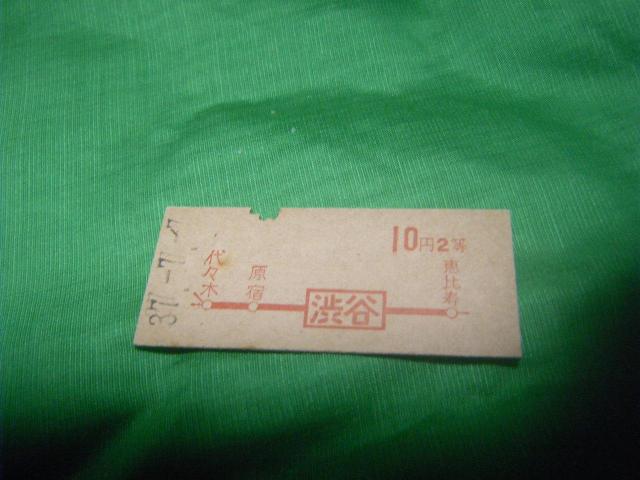 10円2等
代々木
原宿
渋谷
恵比寿
37.-7.-7